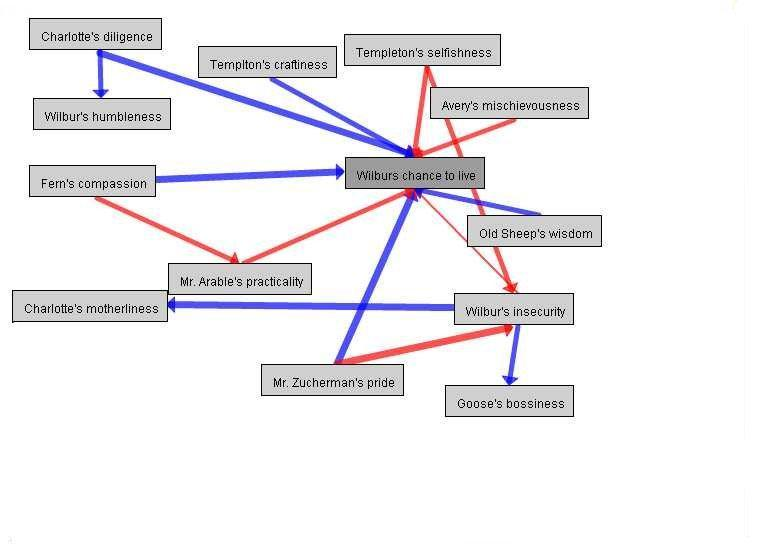 Charlotte's diligence
Templton's craftiness
Templeton's selfishness
Avery's mischievousness
Wilbur's humbleness
Fern's compassion
Wilburs chance to live
Old Sheep's wisdom
Mr. Arable's practicality
Charlotte's motherliness
Wilbur's insecurity
Mr. Zucherman's pride
Goose's bossiness